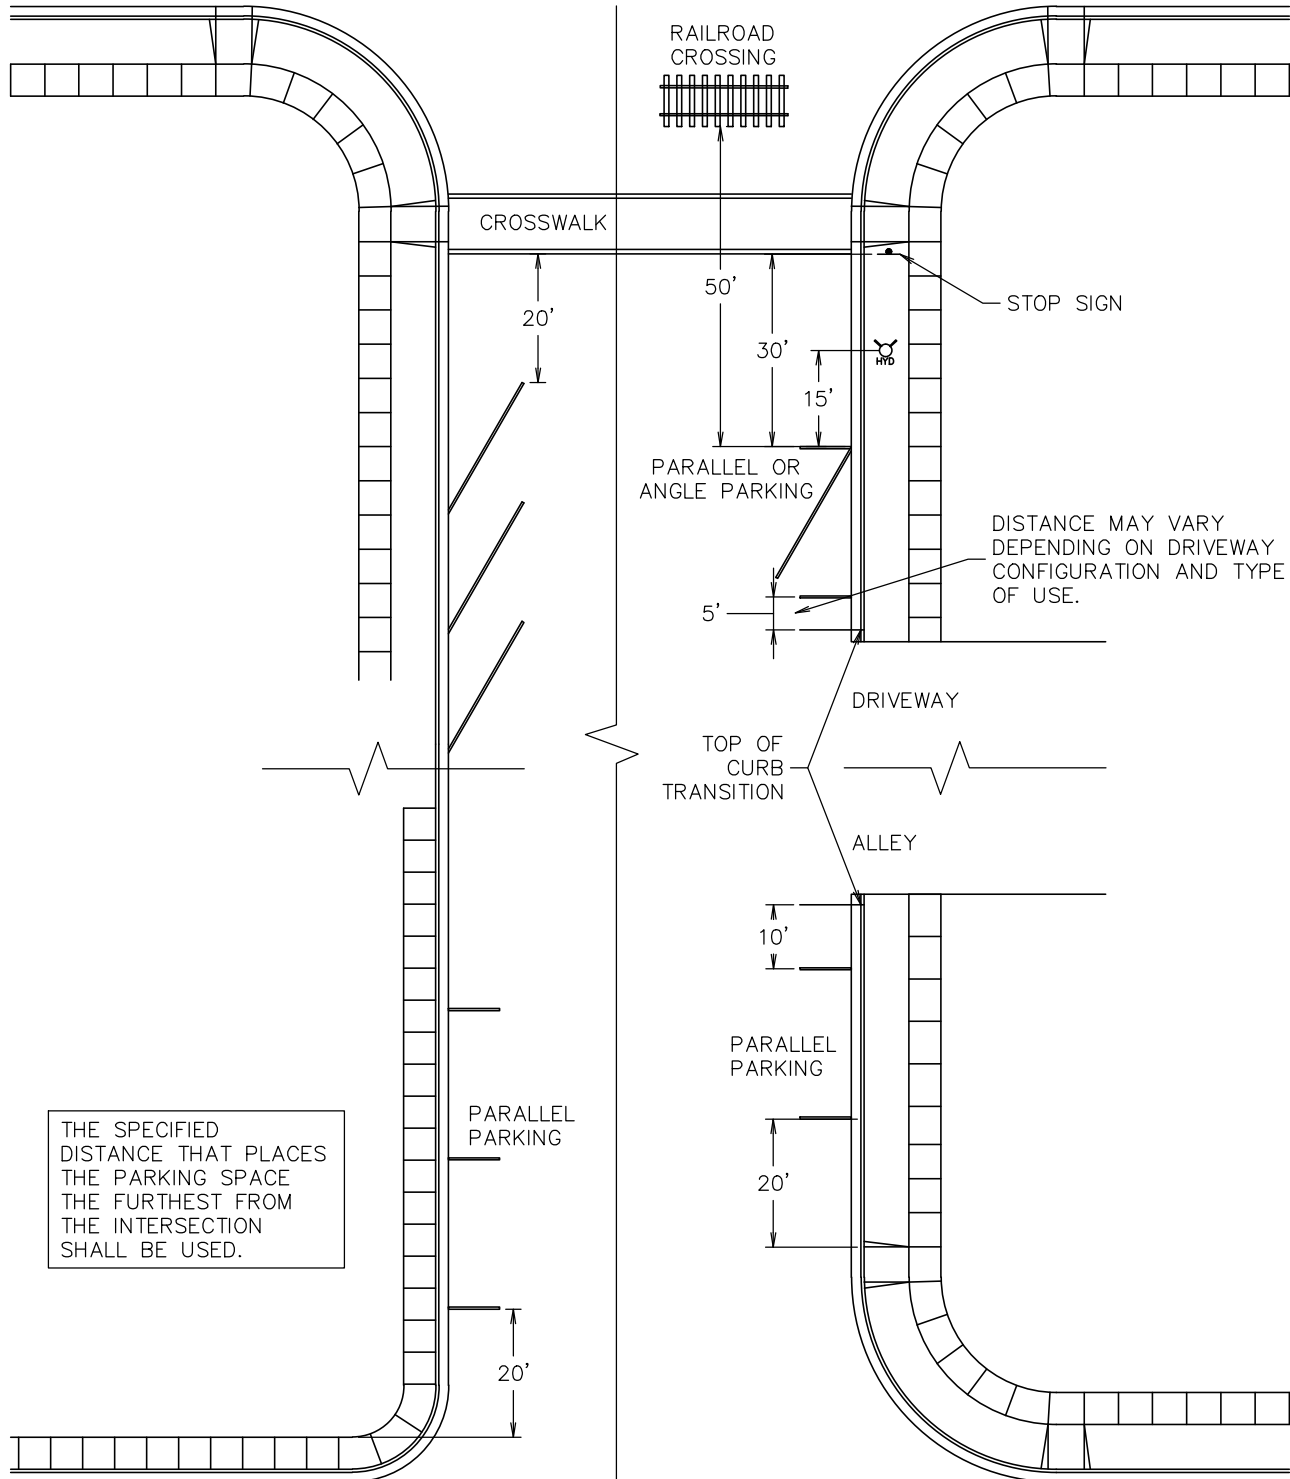 RAILROAD
CROSSING
CROSSWALK
50'
20'
30'
STOP SIGN
HYD
15'
PARALLEL OR
ANGLE PARKING
DISTANCE MAY VARY
DEPENDING ON DRIVEWAY
CONFIGURATION AND TYPE
OF USE.
5'
DRIVEWAY
TOP OF
CURB
TRANSITION
ALLEY
10'
PARALLEL
PARKING
PARALLEL
PARKING
THE SPECIFIED
DISTANCE THAT PLACES
THE PARKING SPACE
THE FURTHEST FROM
THE INTERSECTION
SHALL BE USED.
20'
20'